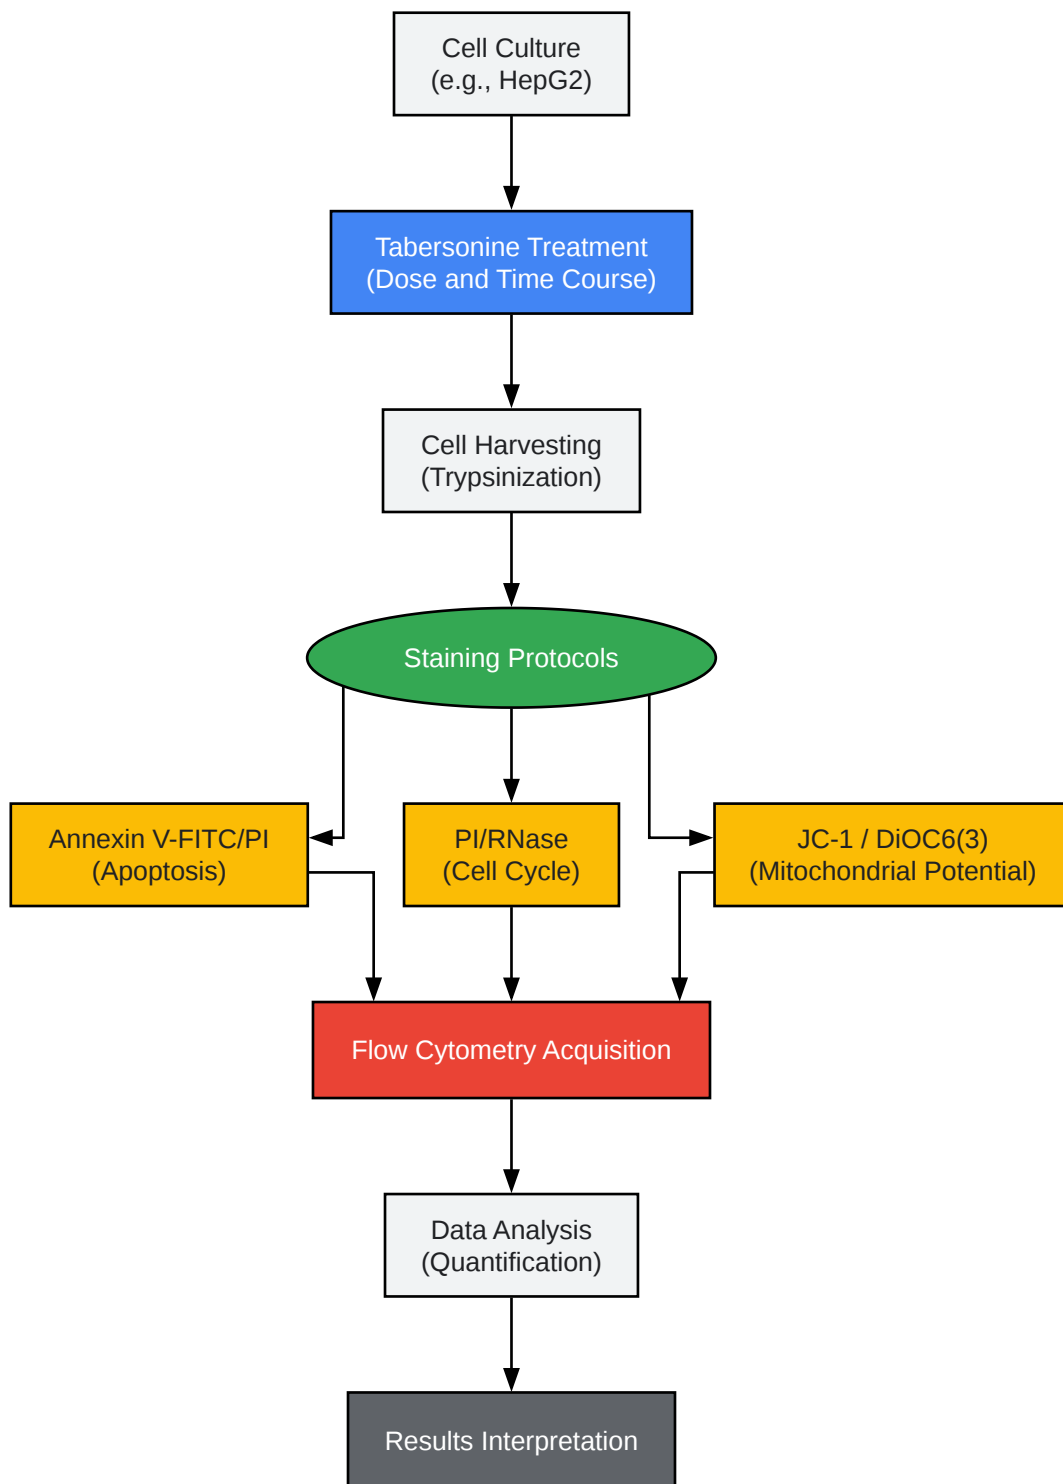 Cell Culture
(e.g., HepG2)
Tabersonine Treatment
(Dose and Time Course)
Cell Harvesting
(Trypsinization)
Staining Protocols
Annexin V-FITC/PI
(Apoptosis)
PI/RNase
(Cell Cycle)
JC-1 / DiOC6(3)
(Mitochondrial Potential)
Flow Cytometry Acquisition
Data Analysis
(Quantification)
Results Interpretation